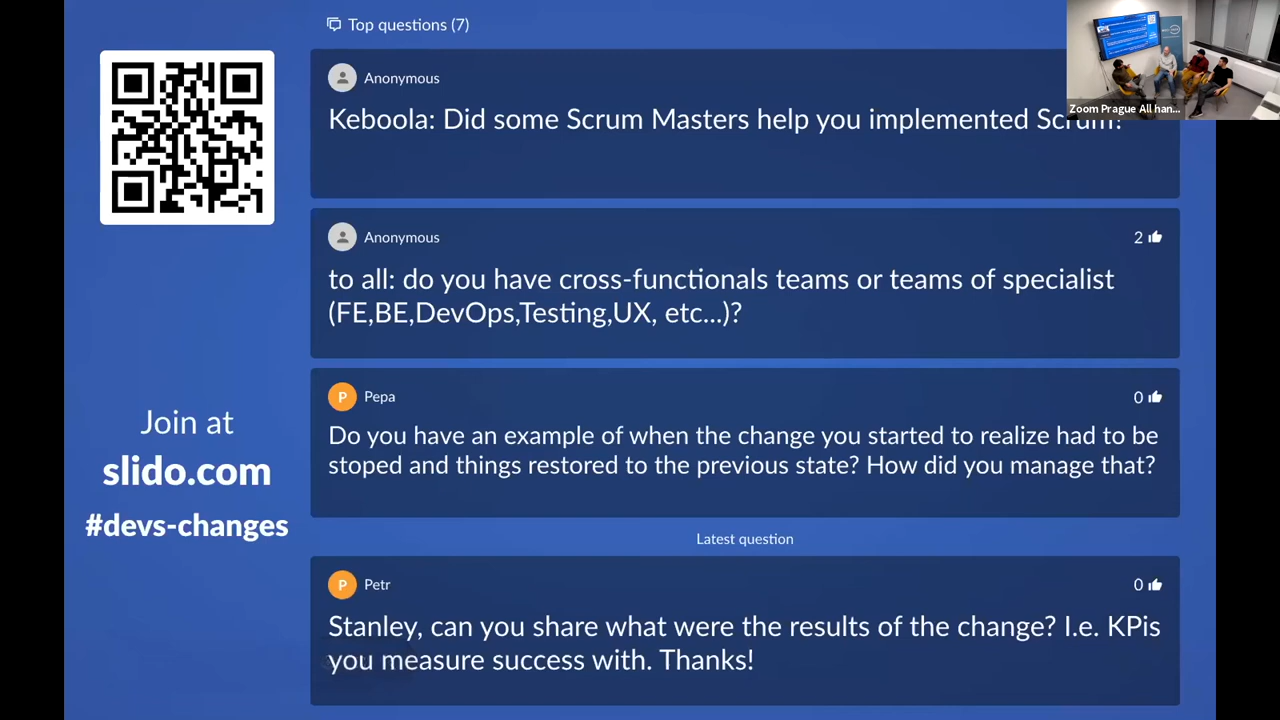 Top questions (7)
Anonymous
Keboola: Did some Scrum Masters help you implemented Scrum?
Anonymous
2
to all: do you have cross-functionals teams or teams of specialist
(FE,BE,DevOps,Testing,UX, etc...)?
Pepa
0
Do you have an example of when the change you started to realize had to be
stoped and things restored to the previous state? How did you manage that?
Latest question
Petr
0
Stanley, can you share what were the results of the change? I.e. KPis
you measure success with. Thanks!
Join at
slido.com
#devs-changes
Zoom Prague All han...